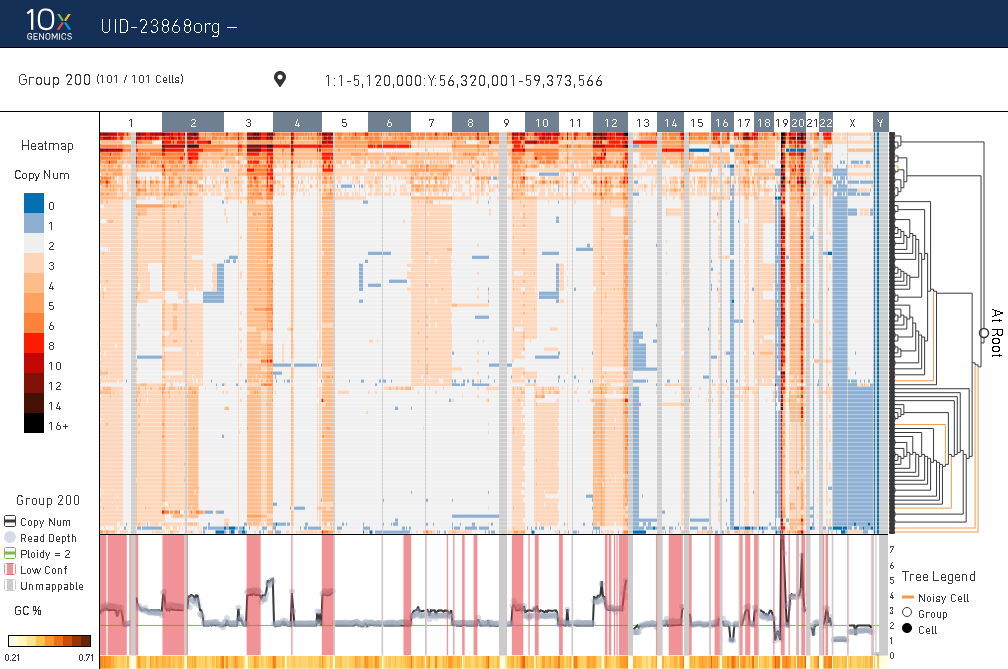 10x
GENOMICS
UID-23868org –
Group 200 (101 / 101 Cells)
1:1-5,120,000:Y:56,320,001-59,373,566
1 2 3 4 5 6 7 8 9 10 11 12 13 14 15 16 17 18 19 20 21 22 X Y
Heatmap
Copy Num
0
1
2
3
4
5
6
8
10
12
14
16+
At Root
Group 200
Copy Num
Read Depth
Ploidy = 2
Low Conf
Unmappable
GC %
0.21 0.71
7
6
5
4
3
2
1
0
Tree Legend
Noisy Cell
Group
Cell